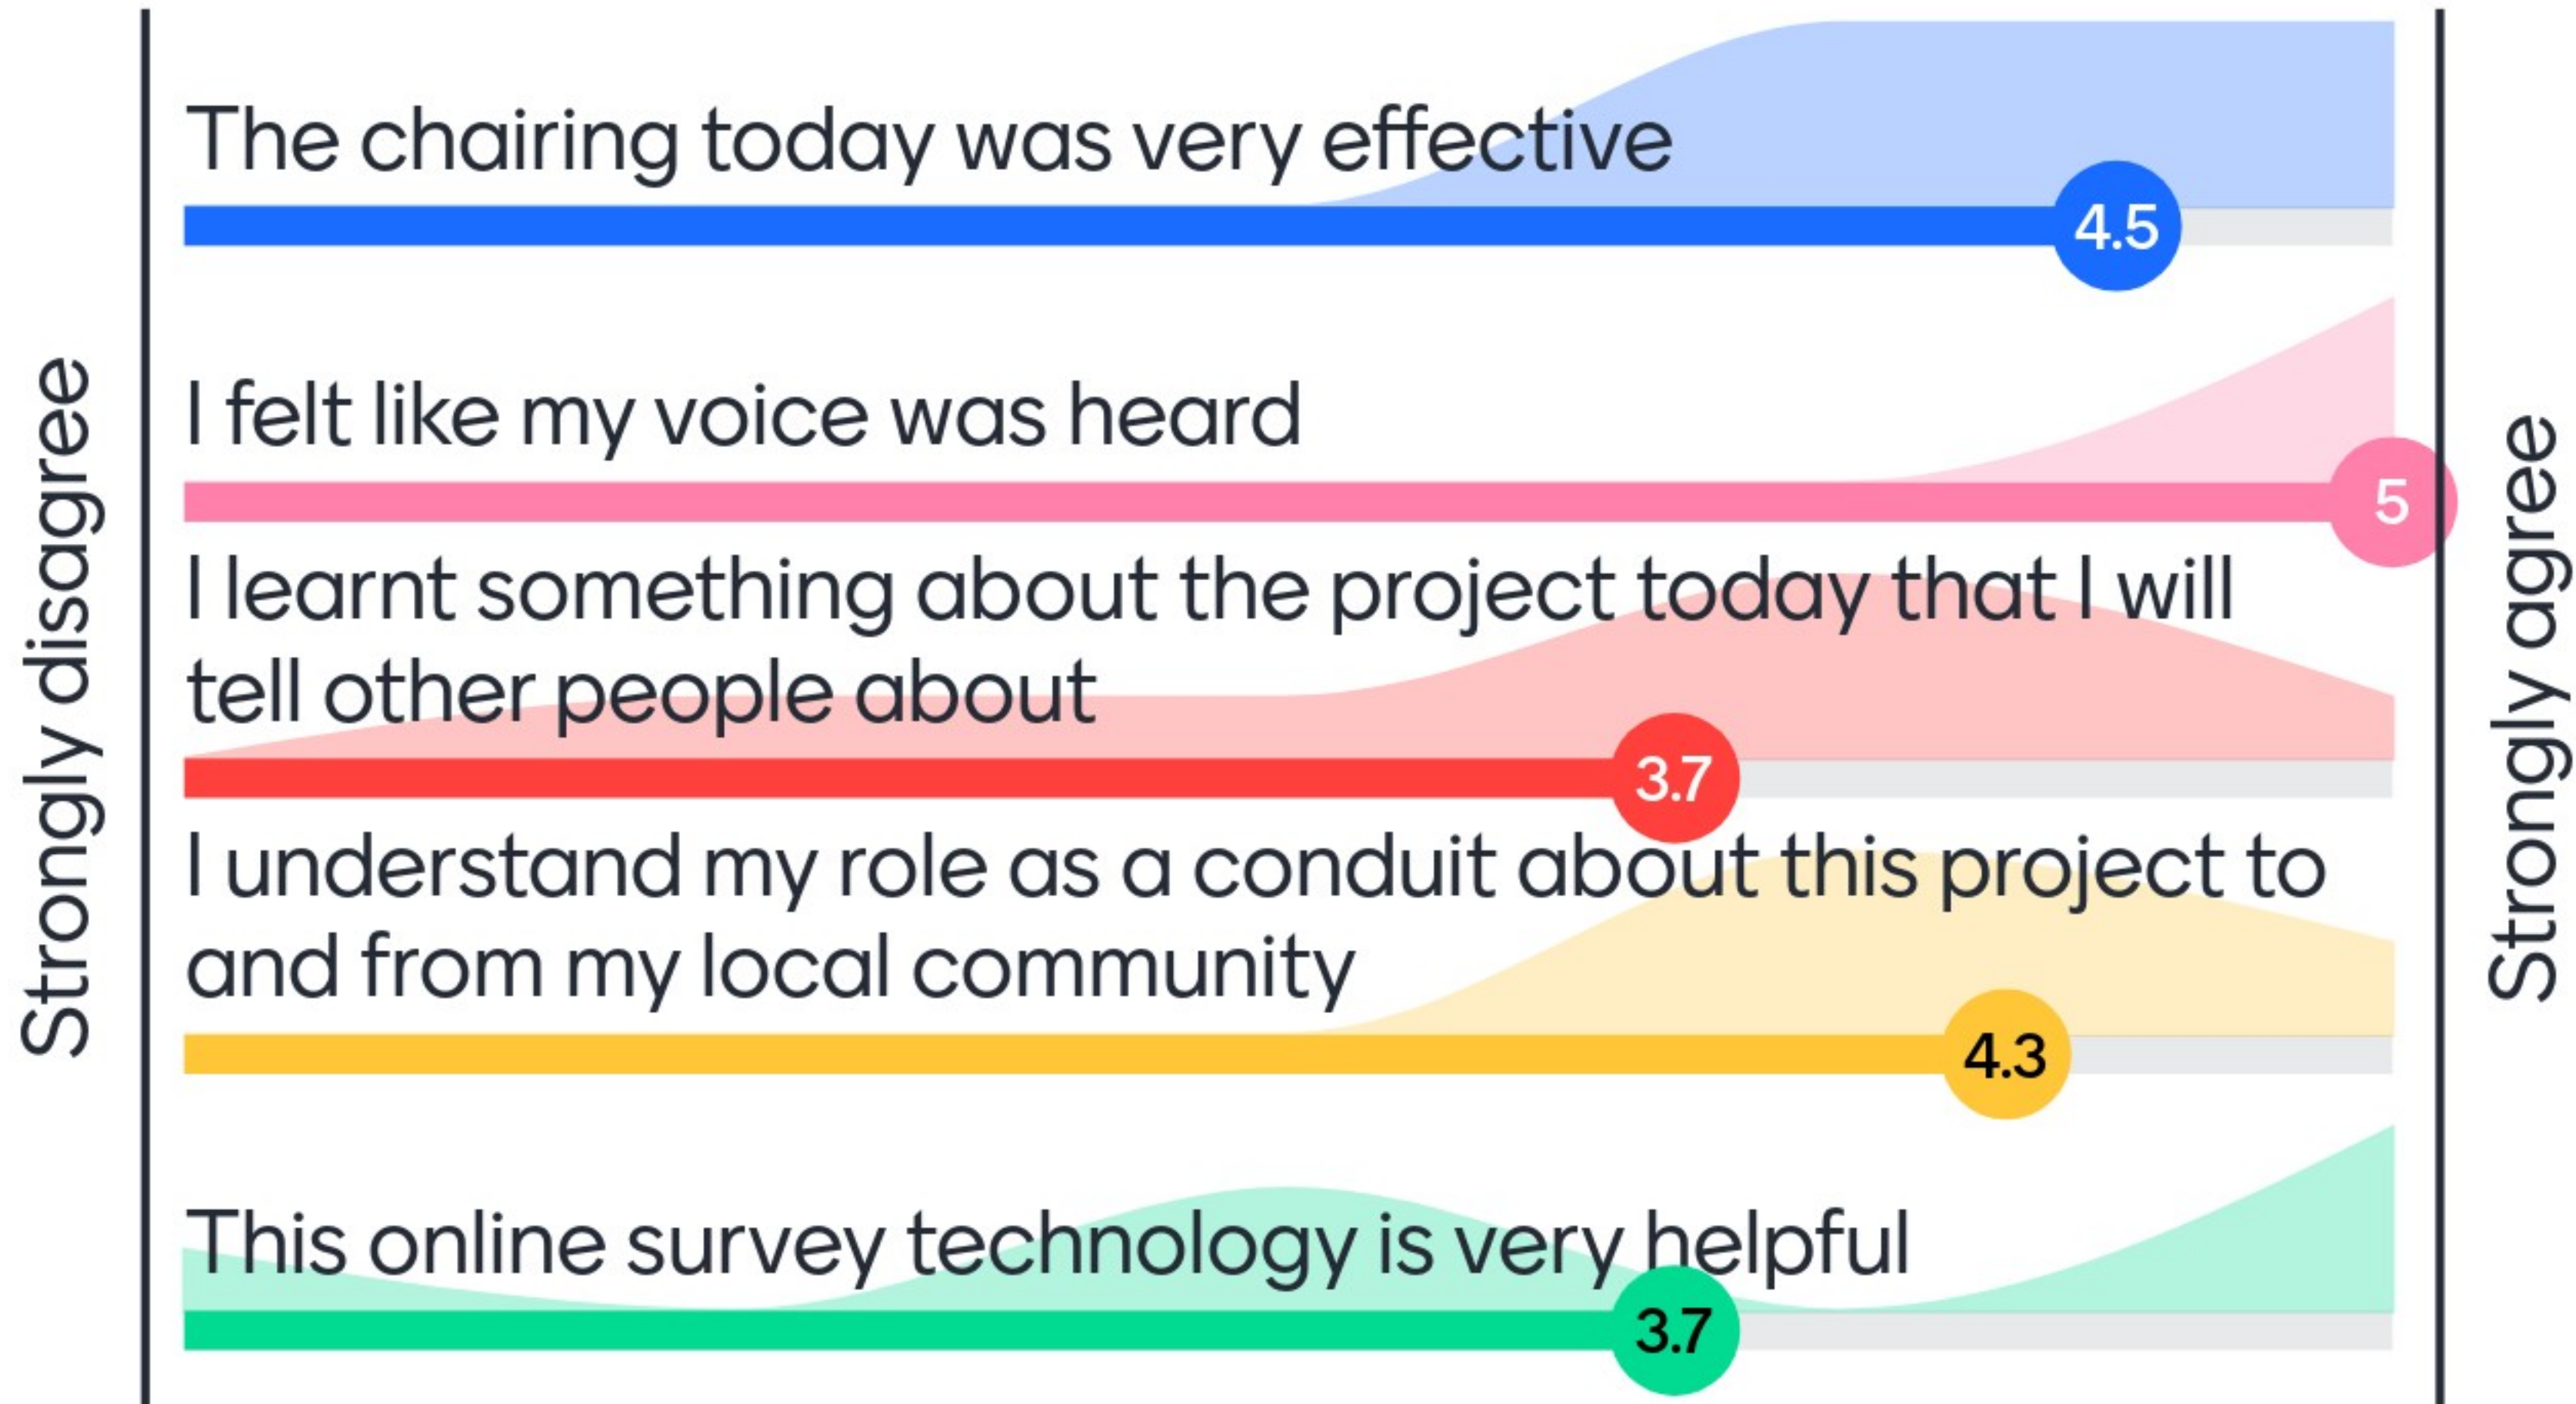 Strongly disagree
The chairing today was very effective
4.5
I felt like my voice was heard
5
I learnt something about the project today that I will
tell other people about
3.7
I understand my role as a conduit about this project to
and from my local community
4.3
This online survey technology is very helpful
3.7
Strongly agree